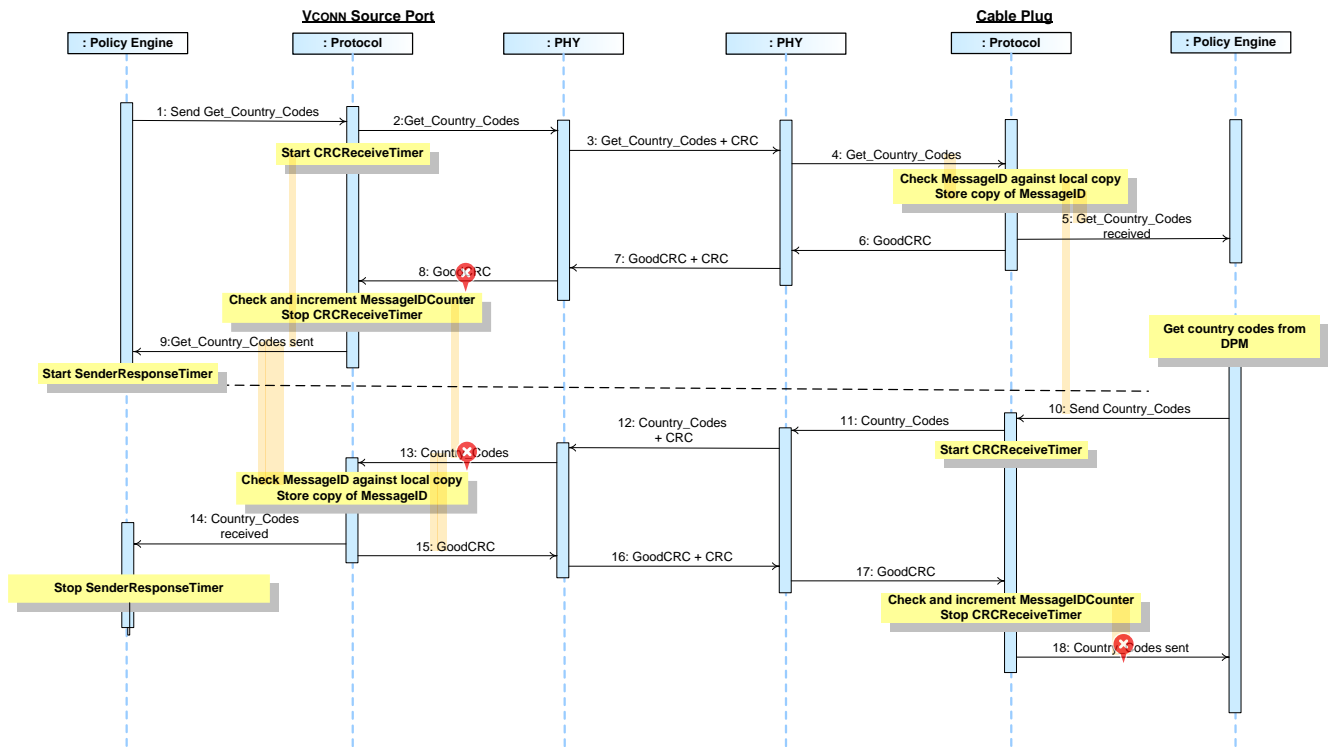 VCONN Source Port
Cable Plug
: Policy Engine
: Protocol
: PHY
: PHY
: Protocol
: Policy Engine
1: Send Get_Country_Codes
2:Get_Country_Codes
Start CRCReceiveTimer
3: Get_Country_Codes + CRC
4: Get_Country_Codes
Check MessageID against local copy
Store copy of MessageID
5: Get_Country_Codes
received
6: GoodCRC
7: GoodCRC + CRC
8: GoodCRC
Check and increment MessageIDCounter
Stop CRCReceiveTimer
9:Get_Country_Codes sent
Start SenderResponseTimer
Get country codes from
DPM
10: Send Country_Codes
11: Country_Codes
Start CRCReceiveTimer
12: Country_Codes
+ CRC
13: Country_Codes
Check MessageID against local copy
Store copy of MessageID
14: Country_Codes
received
15: GoodCRC
16: GoodCRC + CRC
17: GoodCRC
Stop SenderResponseTimer
Check and increment MessageIDCounter
Stop CRCReceiveTimer
18: Country_Codes sent